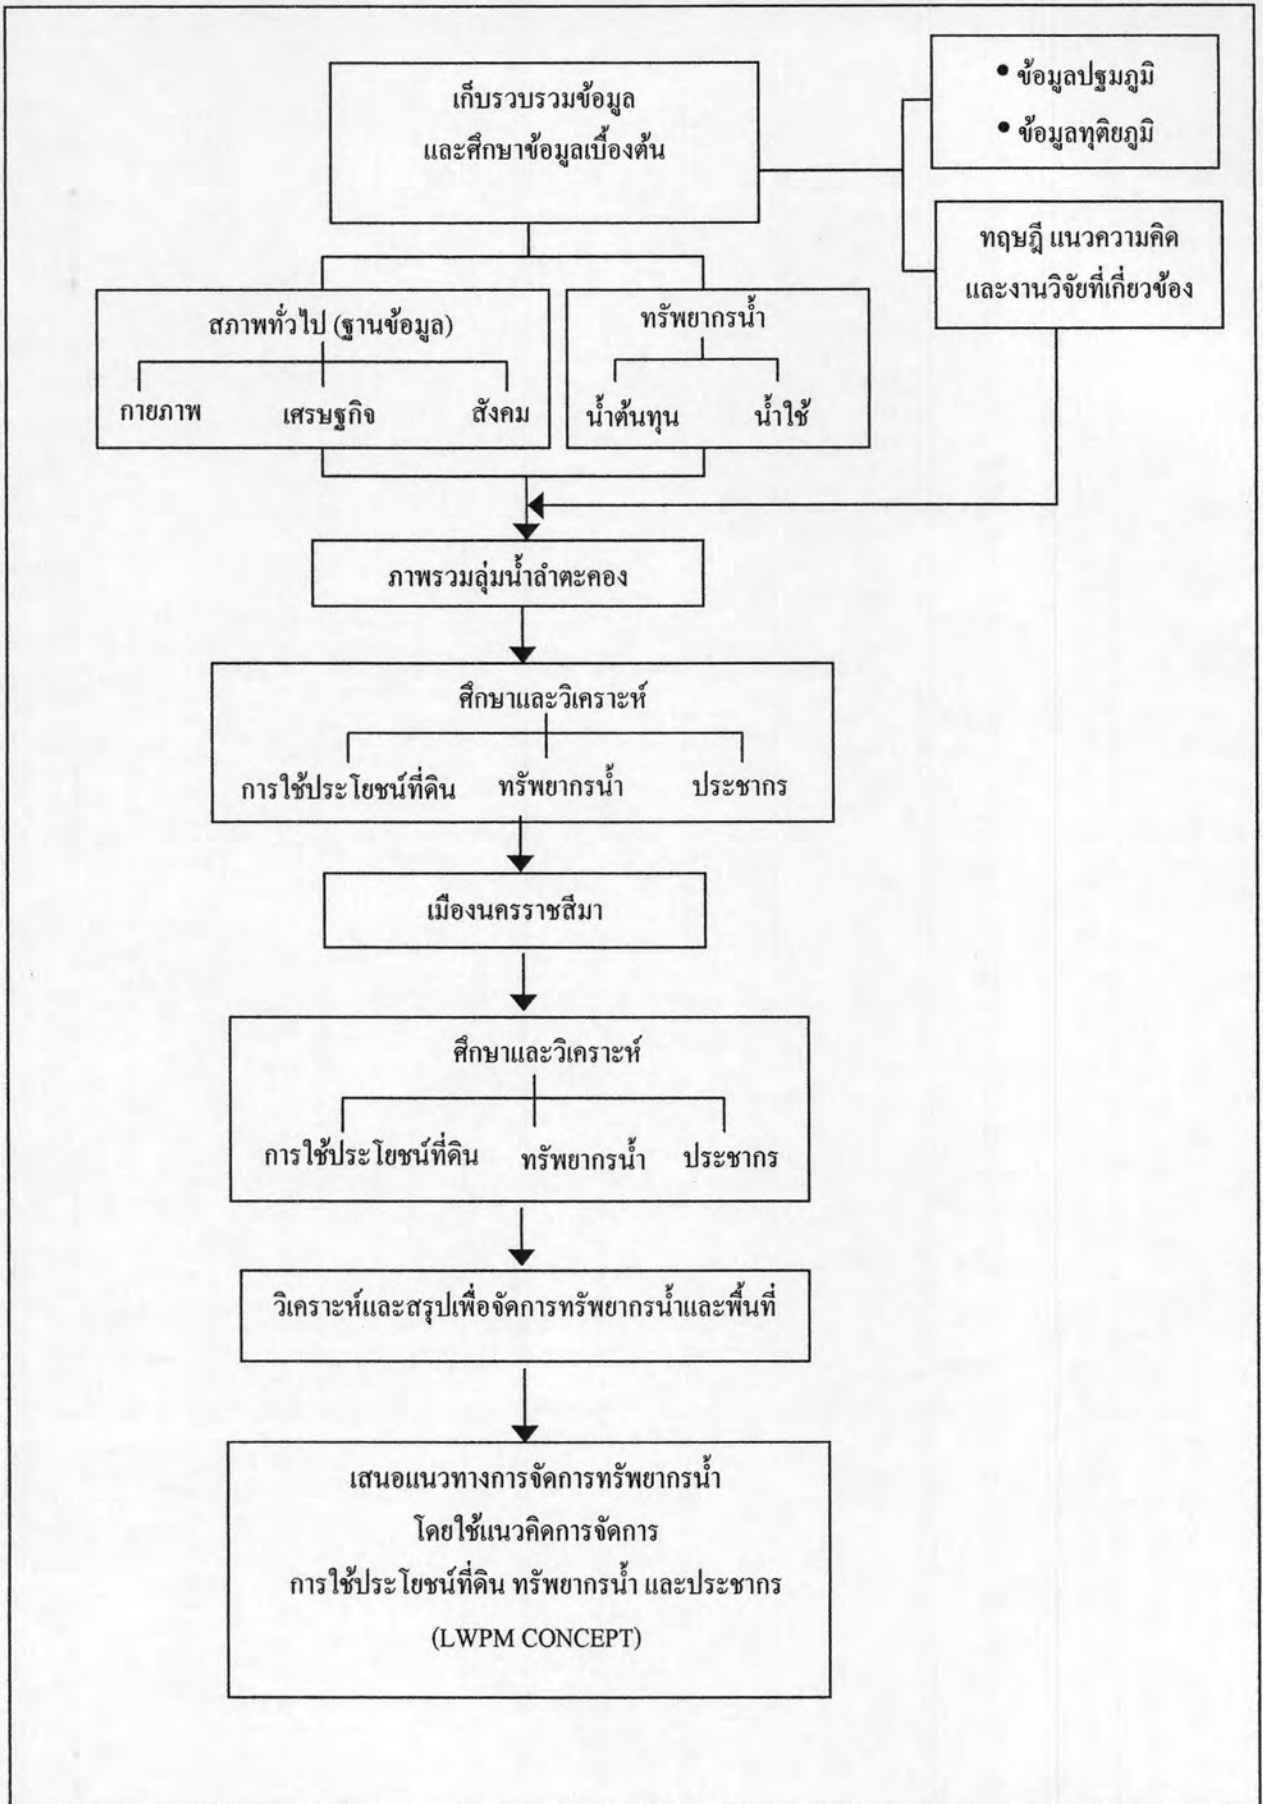 เก็บรวบรวมข้อมูล
และศึกษาข้อมูลเบื้องต้น
• ข้อมูลปฐมภูมิ
• ข้อมูลทุติยภูมิ
ทฤษฎี แนวความคิด
และงานวิจัยที่เกี่ยวข้อง
สภาพทั่วไป (ฐานข้อมูล)
กายภาพ เศรษฐกิจ สังคม
ทรัพยากรน้ำ
น้ำต้นทุน น้ำใช้
ภาพรวมลุ่มน้ำลำตะคอง
ศึกษาและวิเคราะห์
การใช้ประโยชน์ที่ดิน ทรัพยากรน้ำ ประชากร
เมืองนครราชสีมา
ศึกษาและวิเคราะห์
การใช้ประโยชน์ที่ดิน ทรัพยากรน้ำ ประชากร
วิเคราะห์และสรุปเพื่อจัดการทรัพยากรน้ำและพื้นที่
เสนอแนวทางการจัดการทรัพยากรน้ำ
โดยใช้แนวคิดการจัดการ
การใช้ประโยชน์ที่ดิน ทรัพยากรน้ำ และประชากร
(LWPM CONCEPT)